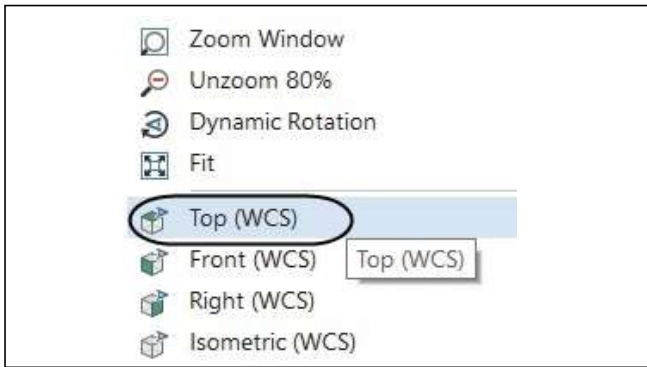 Zoom Window
Unzoom 80%
Dynamic Rotation
Fit
Top (WCS)
Front (WCS)
Top (WCS)
Right (WCS)
Isometric (WCS)